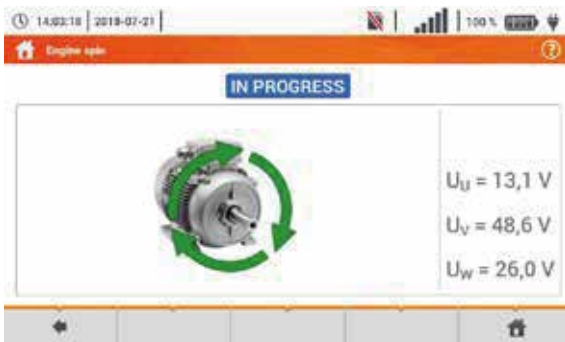 14:03:18 2018-07-21 100 %
Engine spin
IN PROGRESS
U_U = 13,1 V
U_V = 48,6 V
U_W = 26,0 V